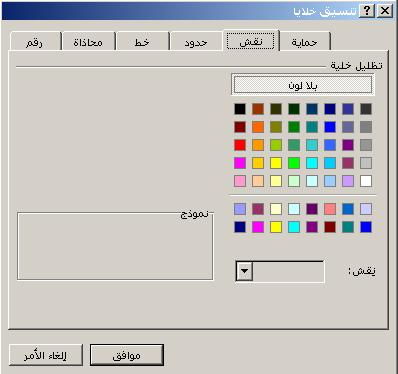 تنسيق خلايا
رقم محاذاة خط حدود نقش حماية
تظليل خلية
بلا لون
نموذج
نقش:
موافق إلغاء الأمر